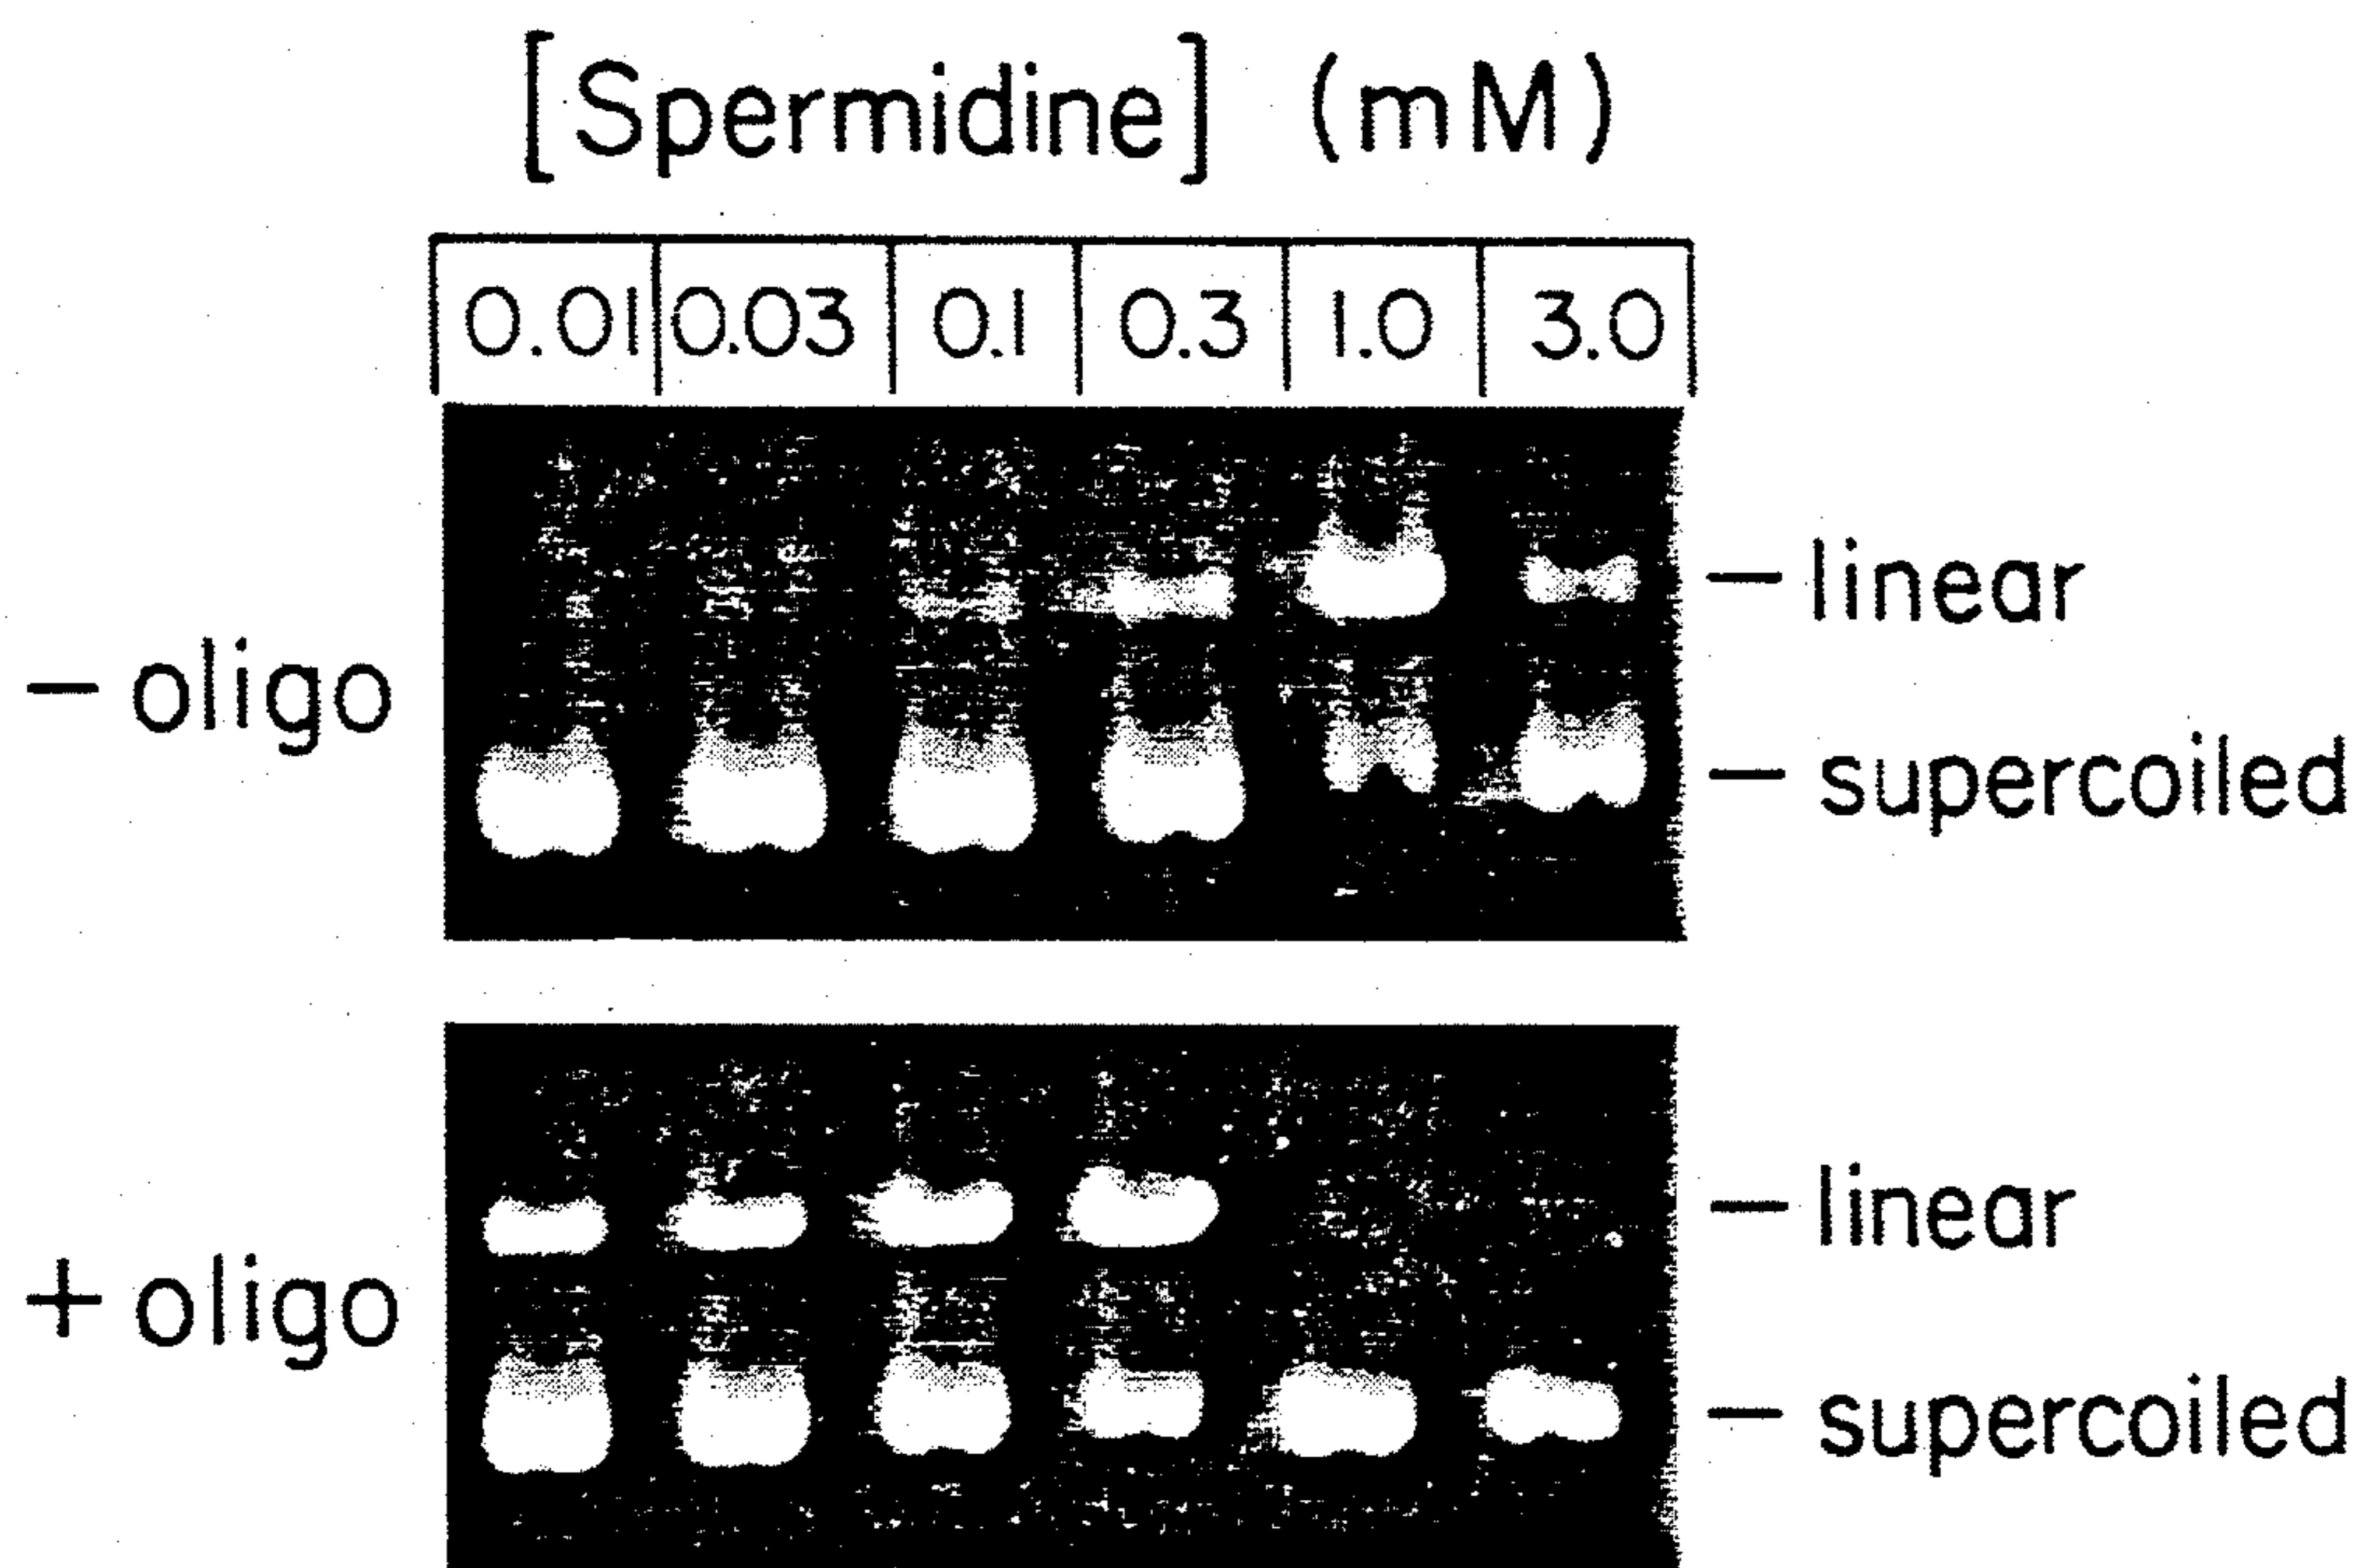 [Spermidine] (mM)
0.01 0.03 0.1 0.3 1.0 3.0
– linear
– oligo
– supercoiled
– linear
+ oligo
– supercoiled